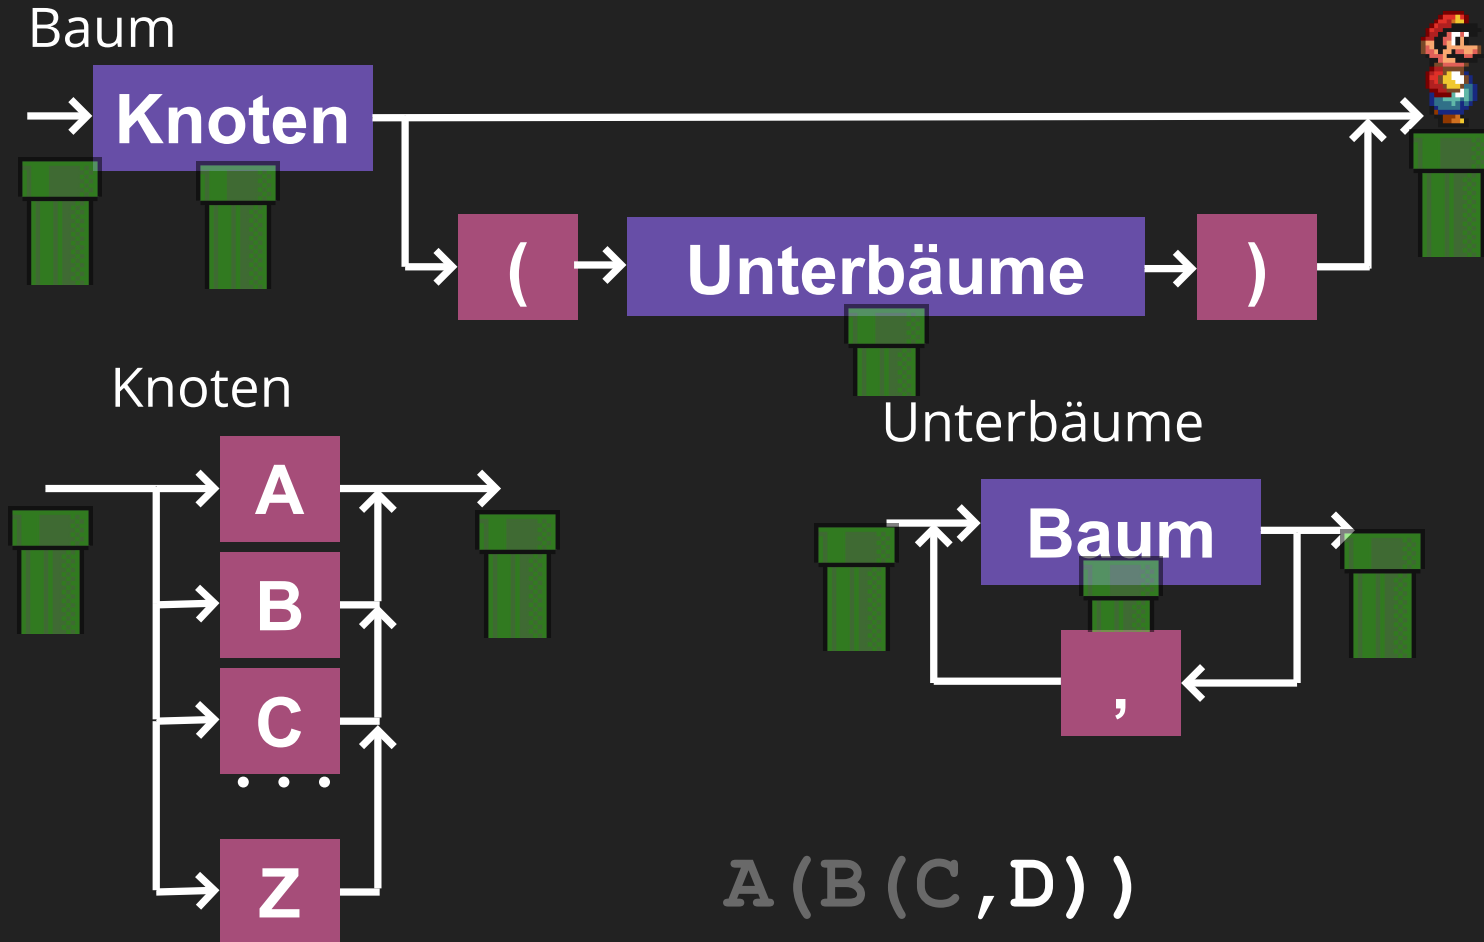 Baum
Knoten
( Unterbäume )
Knoten
A
B
C
. . .
Z
Unterbäume
Baum
,
A(B(C,D))